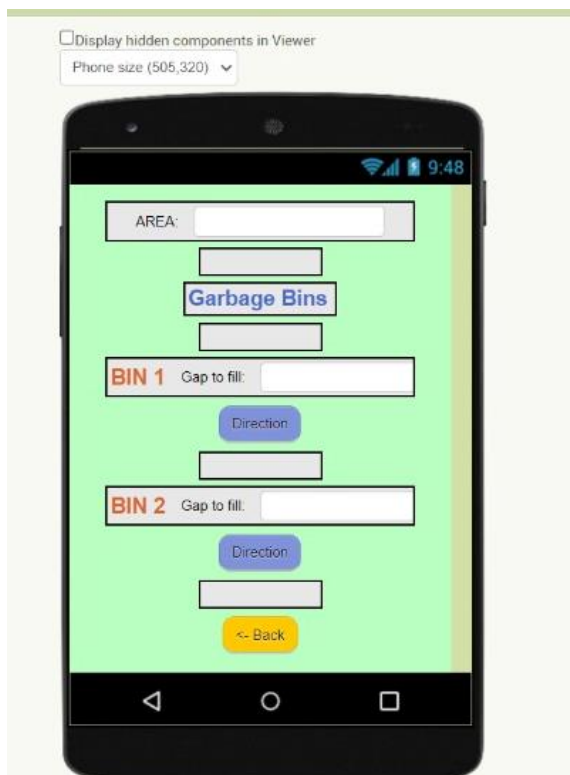 Display hidden components in Viewer
Phone size (505,320)
9:48
AREA:
Garbage Bins
BIN 1 Gap to fill:
Direction
BIN 2 Gap to fill:
Direction
<- Back